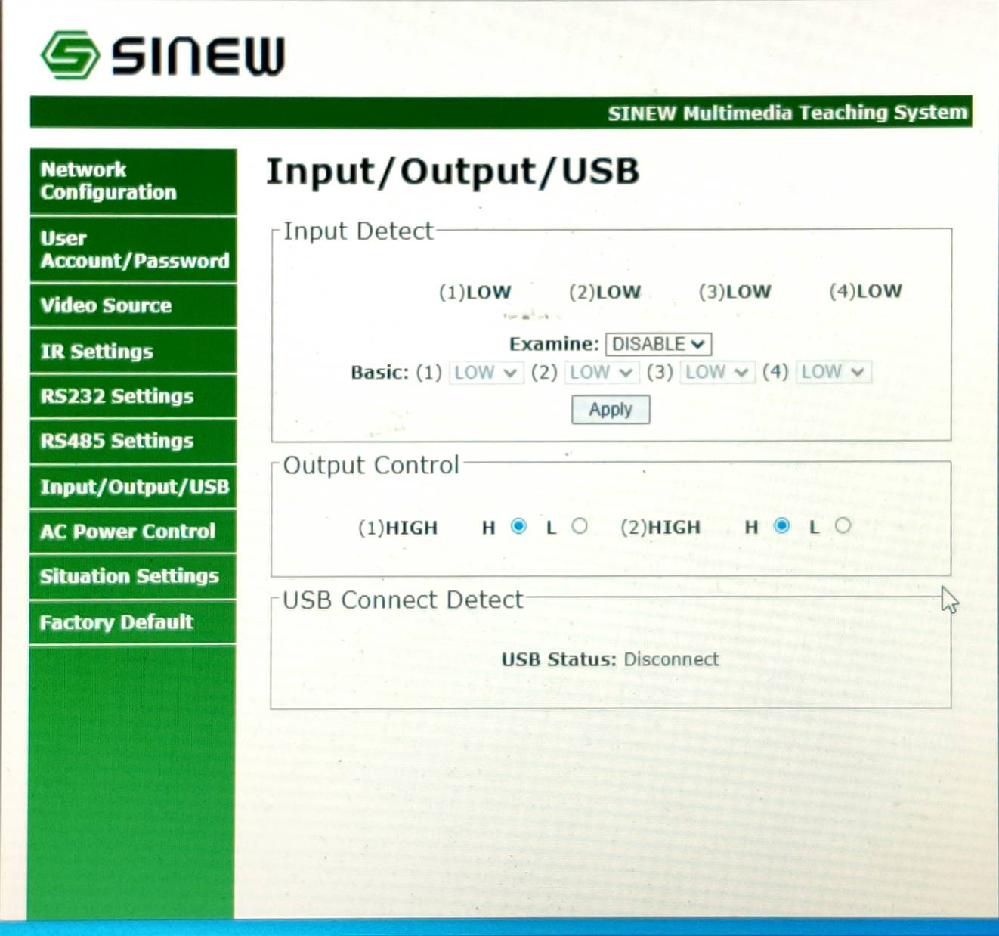 SINEW
SINEW Multimedia Teaching System
Network
Configuration
User
Account/Password
Video Source
IR Settings
RS232 Settings
RS485 Settings
Input/Output/USB
AC Power Control
Situation Settings
Factory Default
Input/Output/USB
Input Detect
(1)LOW (2)LOW (3)LOW (4)LOW
Examine: DISABLE
Basic: (1) LOW (2) LOW (3) LOW (4) LOW
Apply
Output Control
(1)HIGH H L (2)HIGH H L
USB Connect Detect
USB Status: Disconnect